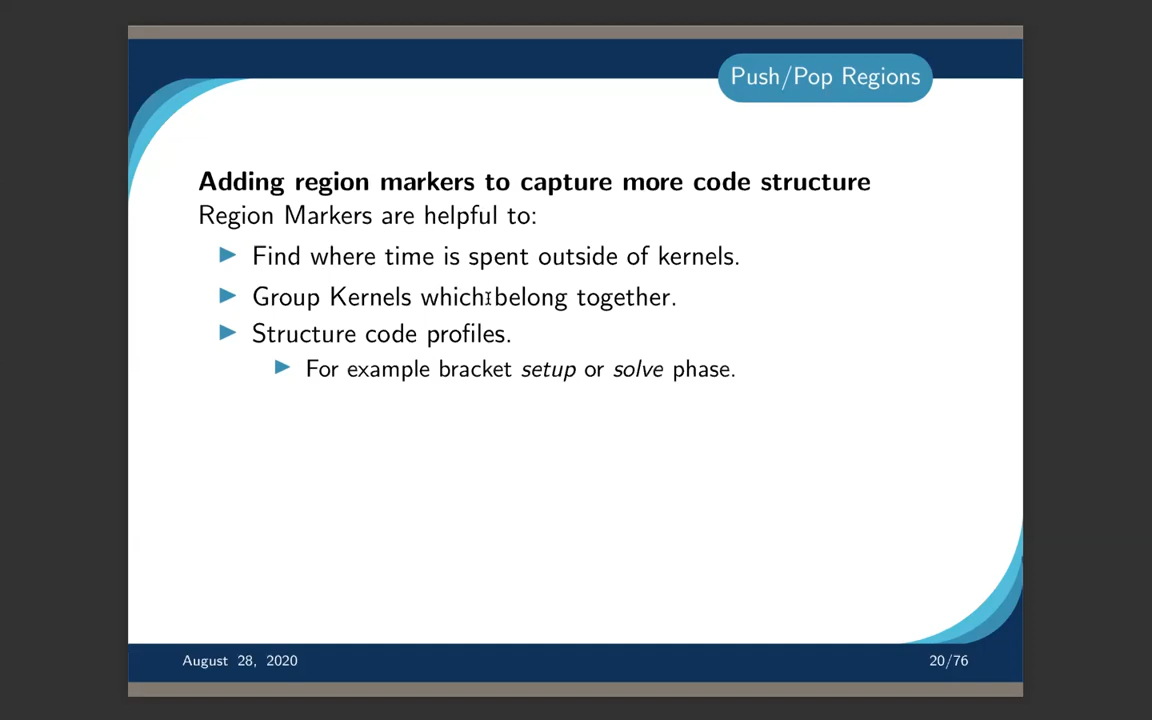 Push/Pop Regions
Adding region markers to capture more code structure
Region Markers are helpful to:
Find where time is spent outside of kernels.
Group Kernels which belong together.
Structure code profiles.
For example bracket setup or solve phase.
August 28, 2020
20/76